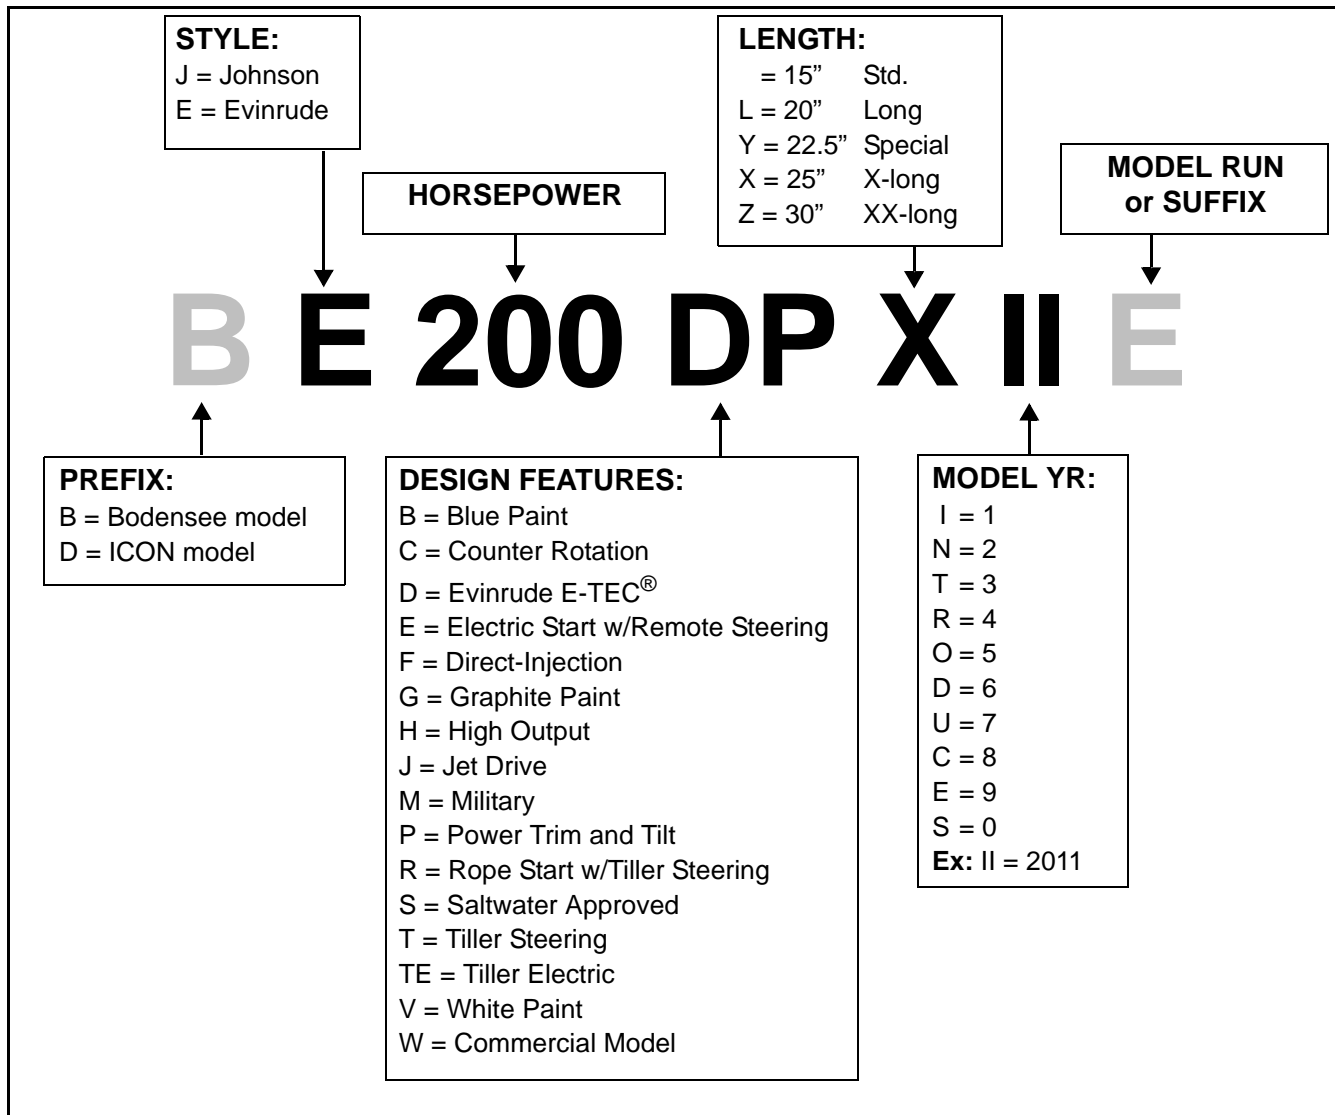 STYLE:
J = Johnson
E = Evinrude
HORSEPOWER
LENGTH:
= 15” Std.
L = 20” Long
Y = 22.5” Special
X = 25” X-long
Z = 30” XX-long
MODEL RUN
or SUFFIX
B E 200 DP X II E
PREFIX:
B = Bodensee model
D = ICON model
DESIGN FEATURES:
B = Blue Paint
C = Counter Rotation
D = Evinrude E-TEC®
E = Electric Start w/Remote Steering
F = Direct-Injection
G = Graphite Paint
H = High Output
J = Jet Drive
M = Military
P = Power Trim and Tilt
R = Rope Start w/Tiller Steering
S = Saltwater Approved
T = Tiller Steering
TE = Tiller Electric
V = White Paint
W = Commercial Model
MODEL YR:
I = 1
N = 2
T = 3
R = 4
O = 5
D = 6
U = 7
C = 8
E = 9
S = 0
Ex: II = 2011